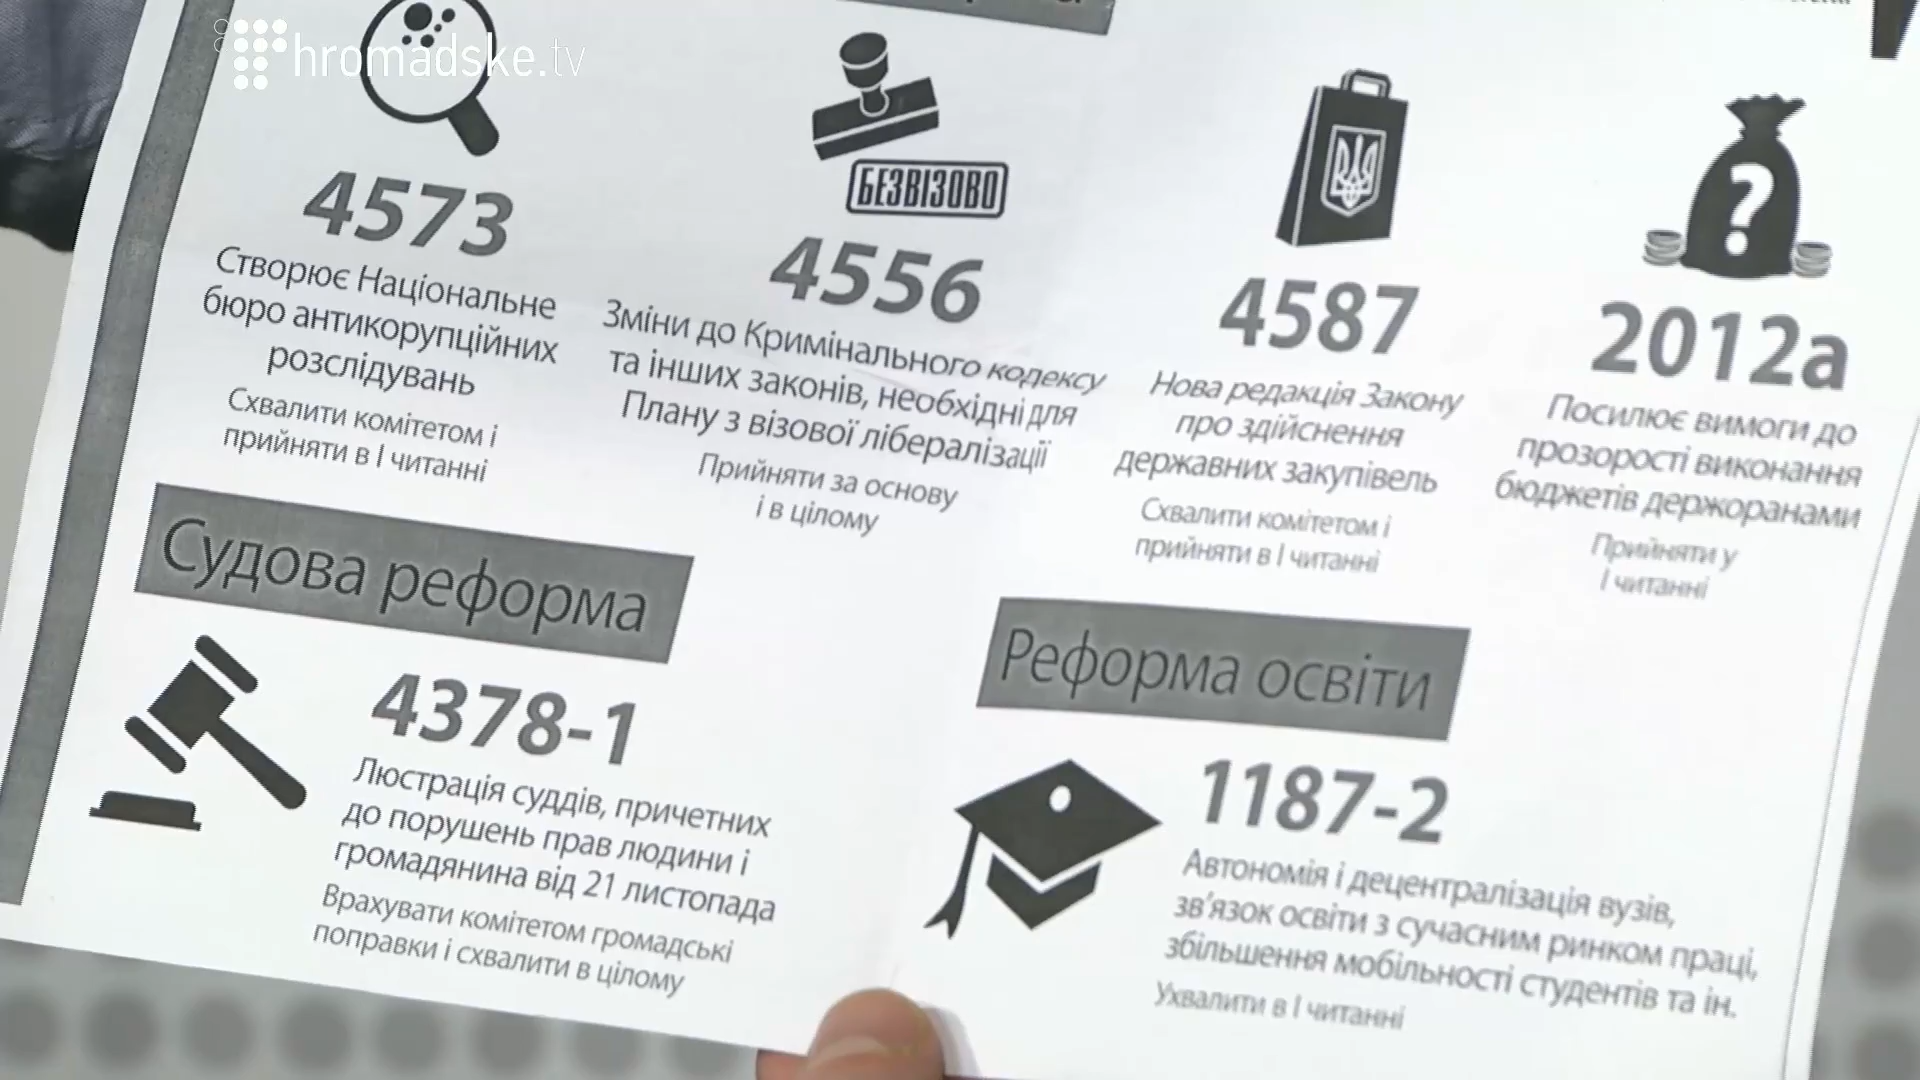 hromadske.tv
4573
Створює Національне
бюро антикорупційних
розслідувань
Схвалити комітетом і
прийняти в І читанні
БЕЗВІЗОВО
4556
Зміни до Кримінального кодексу
та інших законів, необхідні для
Плану з візової лібералізації
Прийняти за основу
і в цілому
4587
Нова редакція Закону
про здійснення
державних закупівель
Схвалити комітетом і
прийняти в І читанні
2012а
Посилює вимоги до
прозорості виконання
бюджетів держоранами
Прийняти у
І читанні
Судова реформа
4378-1
Люстрація суддів, причетних
до порушень прав людини і
громадянина від 21 листопада
Врахувати комітетом громадські
поправки і схвалити в цілому
Реформа освіти
1187-2
Автономія і децентралізація вузів,
зв'язок освіти з сучасним ринком праці,
збільшення мобільності студентів та ін.
Ухвалити в І читанні